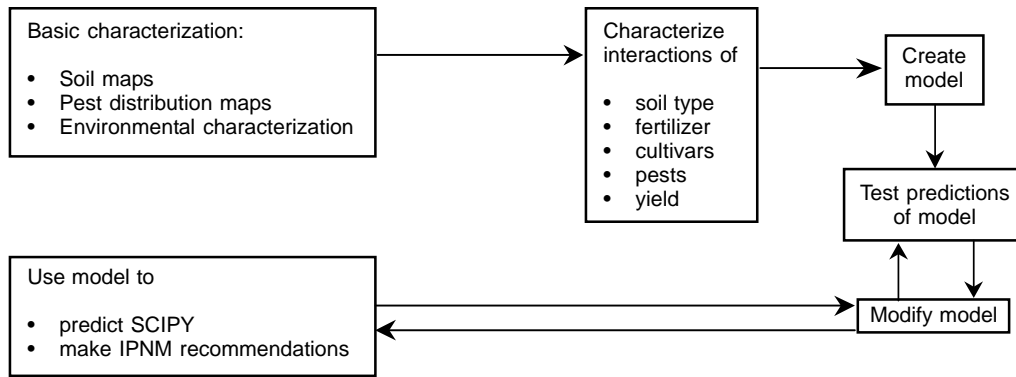 Basic characterization:
• Soil maps
• Pest distribution maps
• Environmental characterization
Characterize
interactions of
• soil type
• fertilizer
• cultivars
• pests
• yield
Create
model
Test predictions
of model
Modify model
Use model to
• predict SCIPY
• make IPNM recommendations